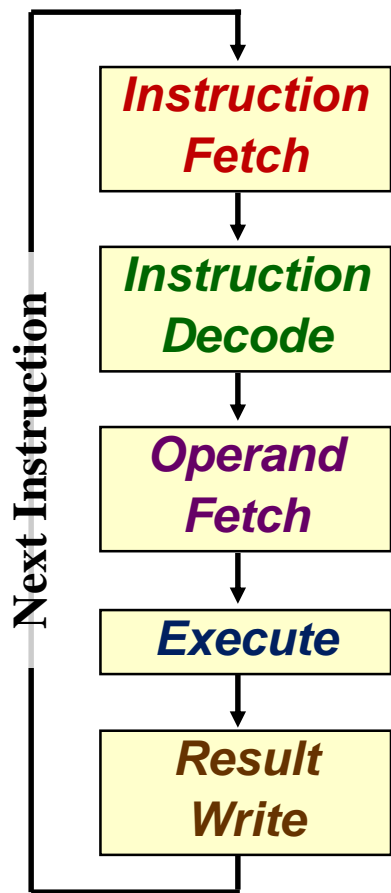 Instruction
Fetch
Instruction
Decode
Operand
Fetch
Execute
Result
Write
Next Instruction